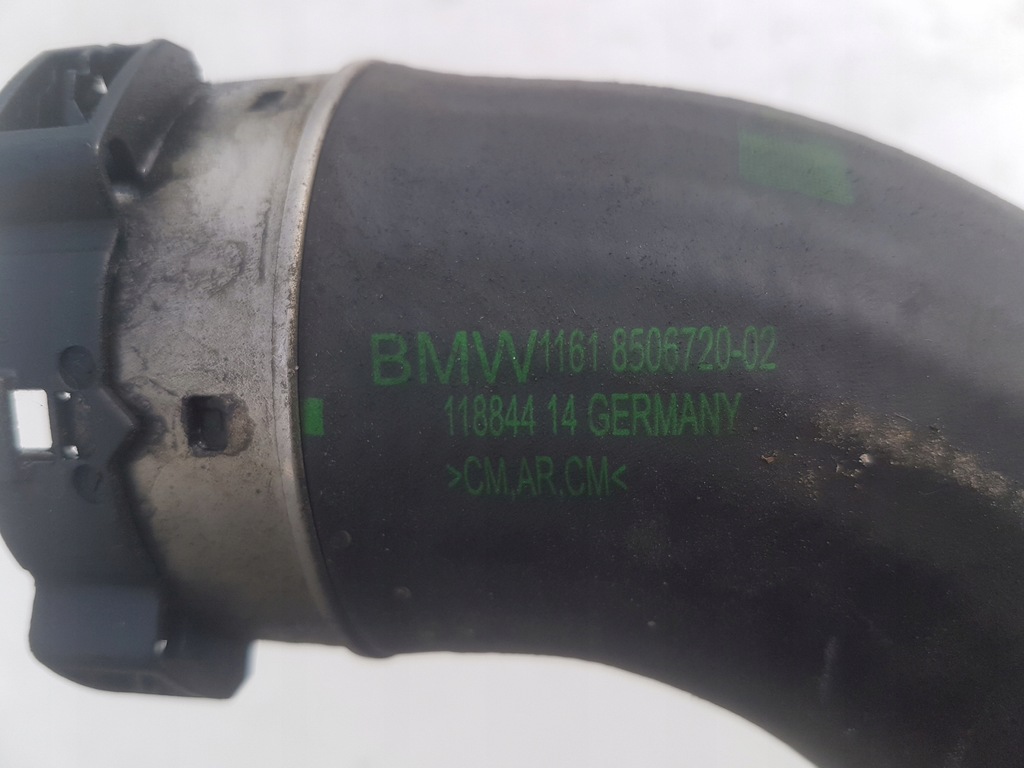 BMW 1161 8506720-02
118844 14 GERMANY
>CM,AR,CM<